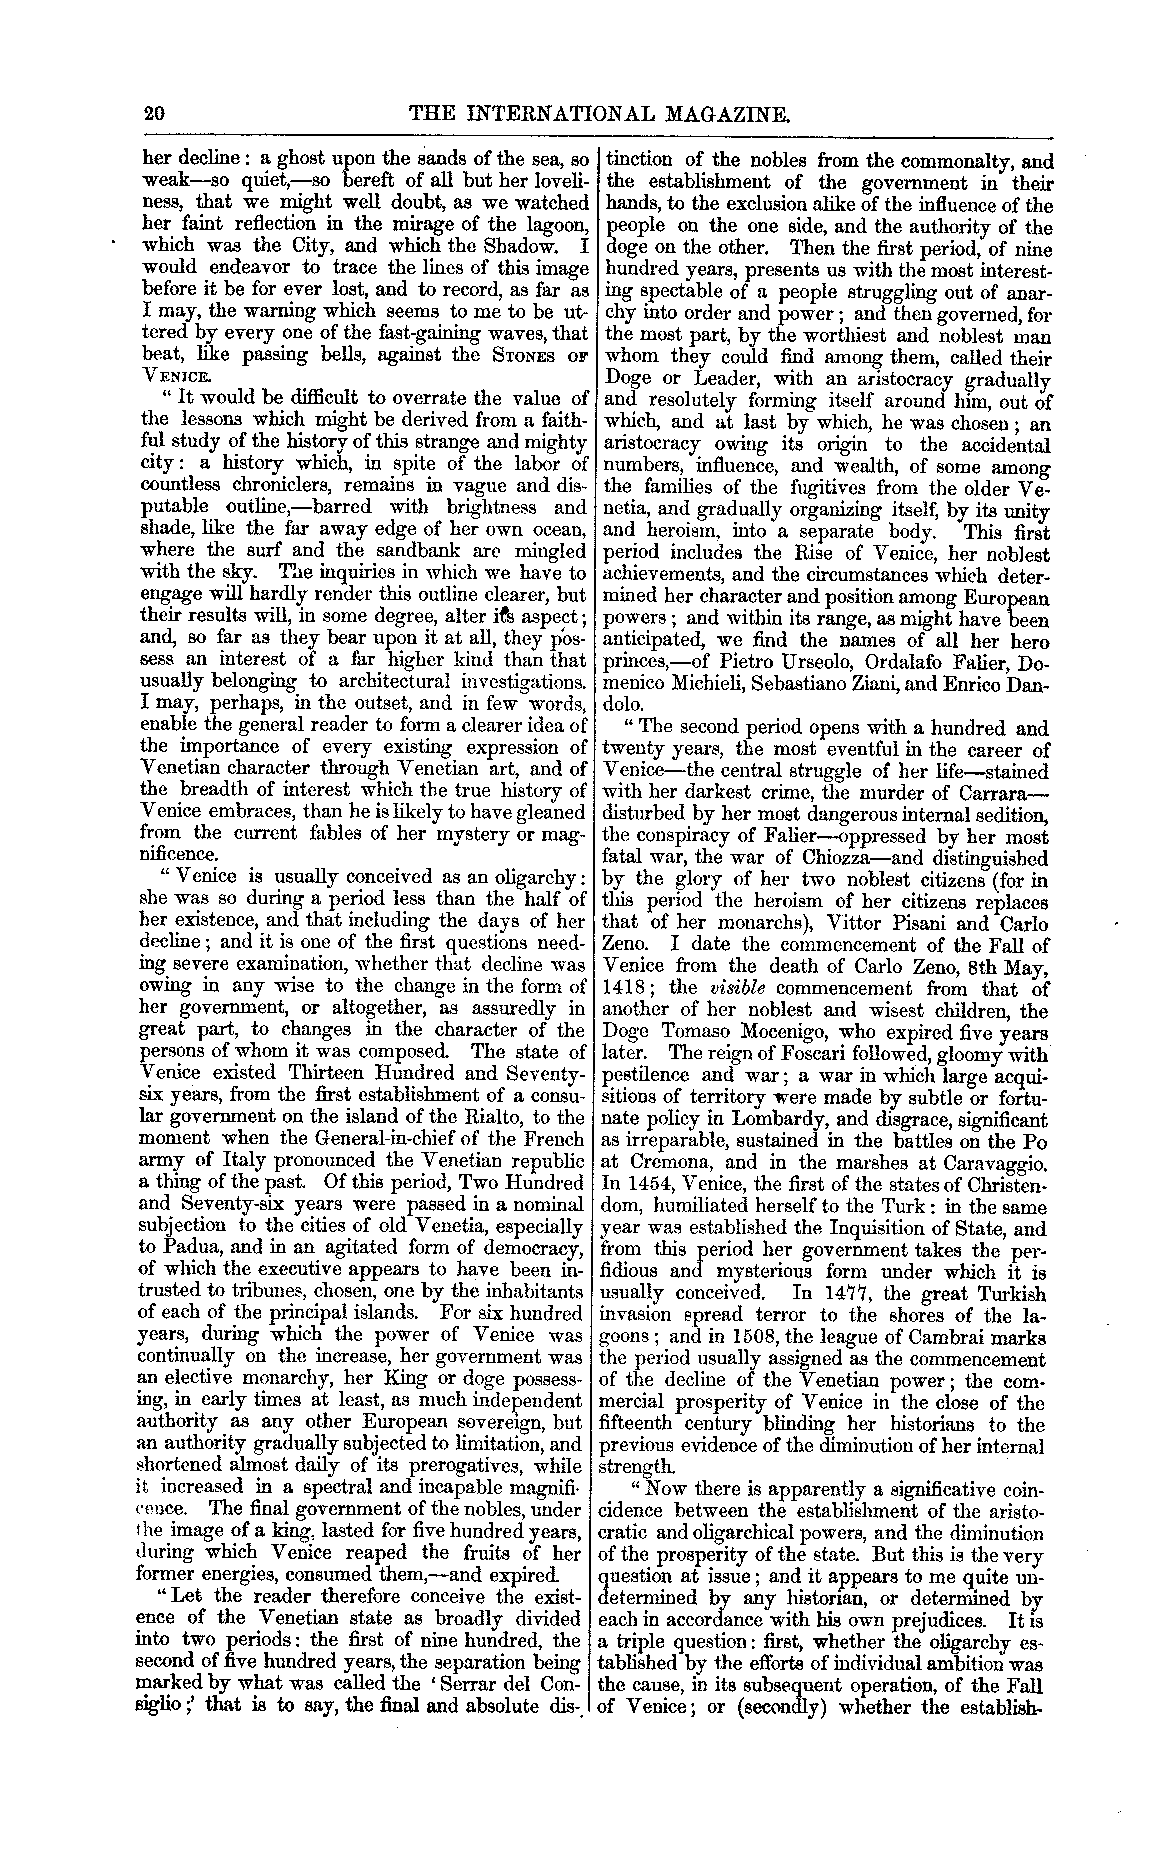 20 THE INTERNATIONAL MAGAZINE.
her decline: a ghost upon the sands of the sea, so
weak—so quiet,—so bereft of all but her loveli-
ness, that we might well doubt, as we watched
her faint reflection in the mirage of the lagoon,
which was the City, and which the Shadow. I
would endeavor to trace the lines of this image
before it be for ever lost, and to record, as far as
I may, the warning which seems to me to be ut-
tered by every one of the fast-gaining waves, that
beat, like passing bells, against the STONES OF
VENICE.
“ It would be difficult to overrate the value of
the lessons which might be derived from a faith-
ful study of the history of this strange and mighty
city: a history which, in spite of the labor of
countless chroniclers, remains in vague and dis-
putable outline,—barred with brightness and
shade, like the far away edge of her own ocean,
where the surf and the sandbank are mingled
with the sky. The inquiries in which we have to
engage will hardly render this outline clearer, but
their results will, in some degree, alter its aspect;
and, so far as they bear upon it at all, they pos-
sess an interest of a far higher kind than that
usually belonging to architectural investigations.
I may, perhaps, in the outset, and in few words,
enable the general reader to form a clearer idea of
the importance of every existing expression of
Venetian character through Venetian art, and of
the breadth of interest which the true history of
Venice embraces, than he is likely to have gleaned
from the current fables of her mystery or mag-
nificence.
“ Venice is usually conceived as an oligarchy:
she was so during a period less than the half of
her existence, and that including the days of her
decline; and it is one of the first questions need-
ing severe examination, whether that decline was
owing in any wise to the change in the form of
her government, or altogether, as assuredly in
great part, to changes in the character of the
persons of whom it was composed. The state of
Venice existed Thirteen Hundred and Seventy-
six years, from the first establishment of a consu-
lar government on the island of the Rialto, to the
moment when the General-in-chief of the French
army of Italy pronounced the Venetian republic
a thing of the past. Of this period, Two Hundred
and Seventy-six years were passed in a nominal
subjection to the cities of old Venetia, especially
to Padua, and in an agitated form of democracy,
of which the executive appears to have been in-
trusted to tribunes, chosen, one by the inhabitants
of each of the principal islands. For six hundred
years, during which the power of Venice was
continually on the increase, her government was
an elective monarchy, her King or doge possess-
ing, in early times at least, as much independent
authority as any other European sovereign, but
an authority gradually subjected to limitation, and
shortened almost daily of its prerogatives, while
it increased in a spectral and incapable magnifi-
cence. The final government of the nobles, under
the image of a king, lasted for five hundred years,
during which Venice reaped the fruits of her
former energies, consumed them,—and expired.
“ Let the reader therefore conceive the exist-
ence of the Venetian state as broadly divided
into two periods: the first of nine hundred, the
second of five hundred years, the separation being
marked by what was called the ‘Serrar del Con-
siglio;’ that is to say, the final and absolute dis-
tinction of the nobles from the commonalty, and
the establishment of the government in their
hands, to the exclusion alike of the influence of the
people on the one side, and the authority of the
doge on the other. Then the first period, of nine
hundred years, presents us with the most interest-
ing spectable of a people struggling out of anar-
chy into order and power; and then governed, for
the most part, by the worthiest and noblest man
whom they could find among them, called their
Doge or Leader, with an aristocracy gradually
and resolutely forming itself around him, out of
which, and at last by which, he was chosen; an
aristocracy owing its origin to the accidental
numbers, influence, and wealth, of some among
the families of the fugitives from the older Ve-
netia, and gradually organizing itself, by its unity
and heroism, into a separate body. This first
period includes the Rise of Venice, her noblest
achievements, and the circumstances which deter-
mined her character and position among European
powers; and within its range, as might have been
anticipated, we find the names of all her hero
princes,—of Pietro Urseolo, Ordalafo Falier, Do-
menico Michieli, Sebastiano Ziani, and Enrico Dan-
dolo.
“ The second period opens with a hundred and
twenty years, the most eventful in the career of
Venice—the central struggle of her life—stained
with her darkest crime, the murder of Carrara—
disturbed by her most dangerous internal sedition,
the conspiracy of Falier—oppressed by her most
fatal war, the war of Chiozza—and distinguished
by the glory of her two noblest citizens (for in
this period the heroism of her citizens replaces
that of her monarchs), Vittor Pisani and Carlo
Zeno. I date the commencement of the Fall of
Venice from the death of Carlo Zeno, 8th May,
1418; the visible commencement from that of
another of her noblest and wisest children, the
Doge Tomaso Mocenigo, who expired five years
later. The reign of Foscari followed, gloomy with
pestilence and war; a war in which large acqui-
sitions of territory were made by subtle or fortu-
nate policy in Lombardy, and disgrace, significant
as irreparable, sustained in the battles on the Po
at Cremona, and in the marshes at Caravaggio.
In 1454, Venice, the first of the states of Christen-
dom, humiliated herself to the Turk: in the same
year was established the Inquisition of State, and
from this period her government takes the per-
fidious and mysterious form under which it is
usually conceived. In 1477, the great Turkish
invasion spread terror to the shores of the la-
goons; and in 1508, the league of Cambrai marks
the period usually assigned as the commencement
of the decline of the Venetian power; the com-
mercial prosperity of Venice in the close of the
fifteenth century blinding her historians to the
previous evidence of the diminution of her internal
strength.
“ Now there is apparently a significative coin-
cidence between the establishment of the aristo-
cratic and oligarchical powers, and the diminution
of the prosperity of the state. But this is the very
question at issue; and it appears to me quite un-
determined by any historian, or determined by
each in accordance with his own prejudices. It is
a triple question: first, whether the oligarchy es-
tablished by the efforts of individual ambition was
the cause, in its subsequent operation, of the Fall
of Venice; or (secondly) whether the establish-